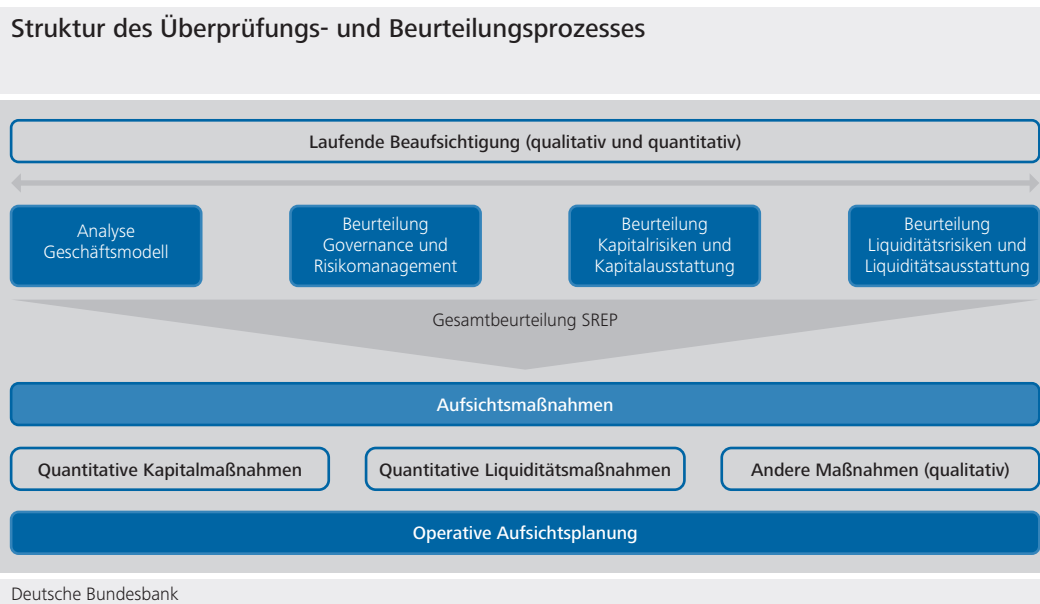 Struktur des Überprüfungs- und Beurteilungsprozesses
Laufende Beaufsichtigung (qualitativ und quantitativ)
Analyse
Geschäftsmodell
Beurteilung
Governance und
Risikomanagement
Beurteilung
Kapitalrisiken und
Kapitalausstattung
Beurteilung
Liquiditätsrisiken und
Liquiditätsausstattung
Gesamtbeurteilung SREP
Aufsichtsmaßnahmen
Quantitative Kapitalmaßnahmen
Quantitative Liquiditätsmaßnahmen
Andere Maßnahmen (qualitativ)
Operative Aufsichtsplanung
Deutsche Bundesbank